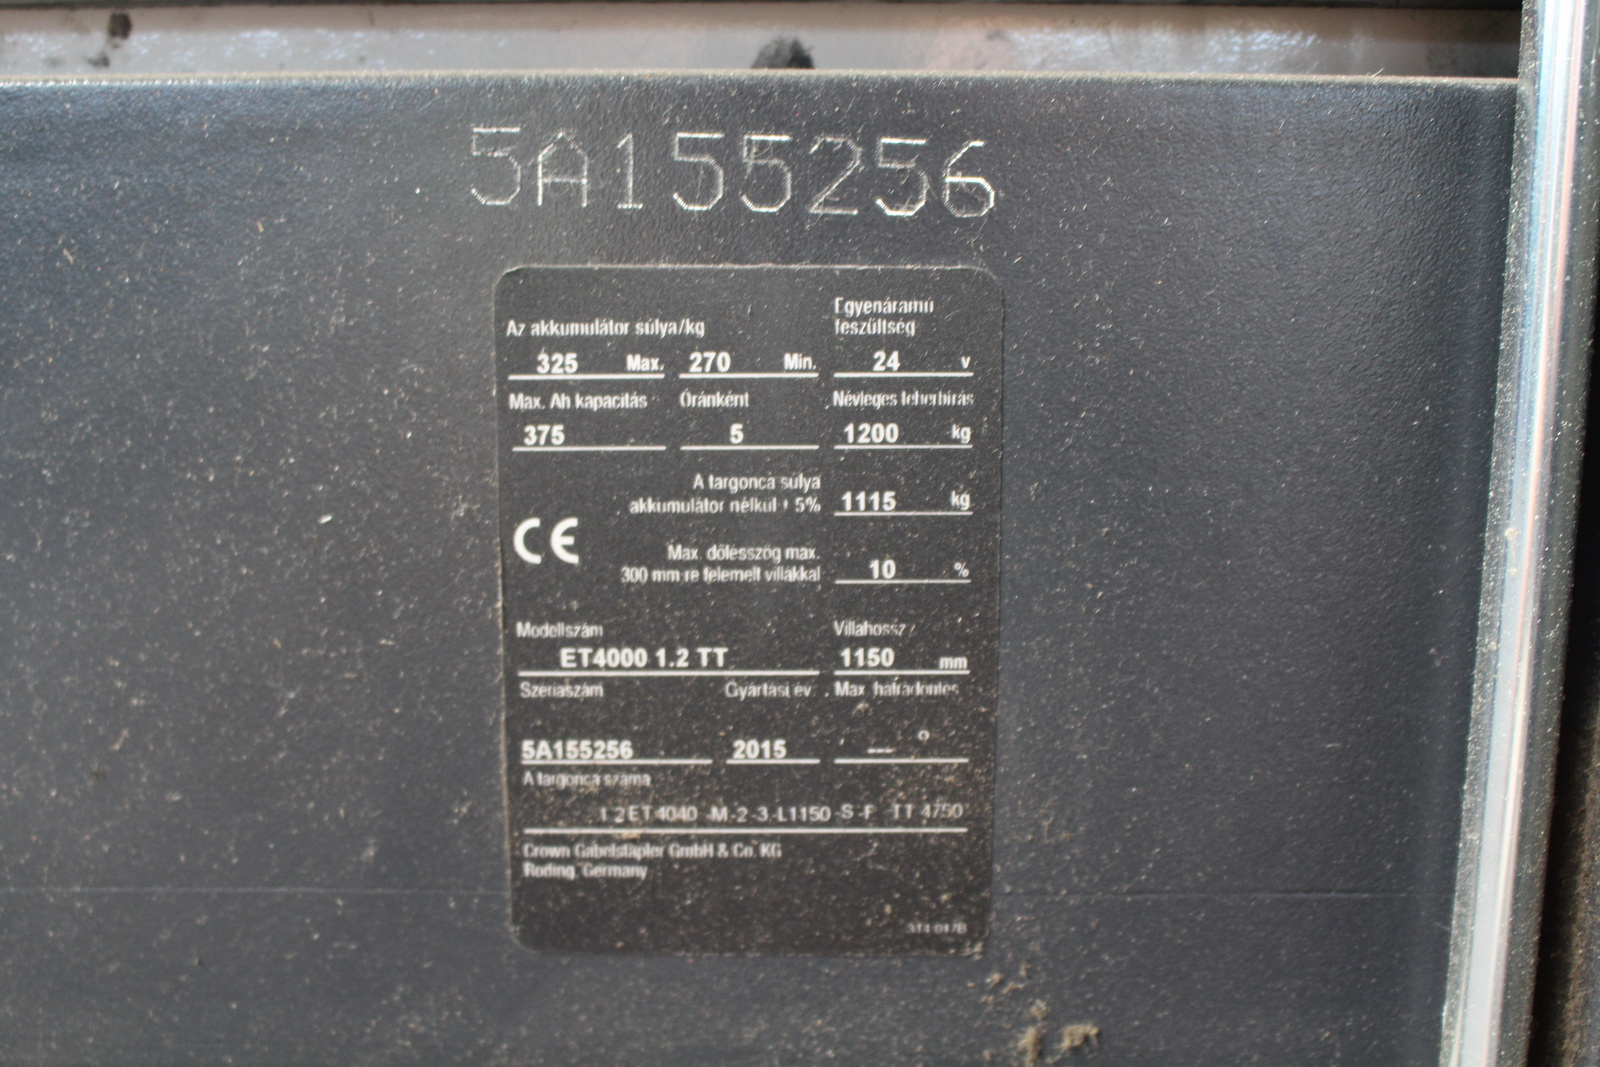 5A155256
Az akkumulátor súlya/kg
Egyenáramú
feszültség
325 Max. 270 Min. 24 v
Max. Ah kapacitás Óránként Névleges teherbírás
375 5 1200 kg
A targonca súlya
akkumulátor nélkül ± 5% 1115 kg
CE
Max. dőlésszög max.
300 mm-re felemelt villákkal 10 %
Modellszám Villahossz
ET4000 1.2 TT 1150 mm
Szériaszám Gyártási év Max. hátradöntés
5A155256 2015 --- °
A targonca száma
1.2 ET 4040 -M -2 -3 -L1150 -S -F TT 4750
Crown Gabelstapler GmbH & Co. KG
Roding, Germany